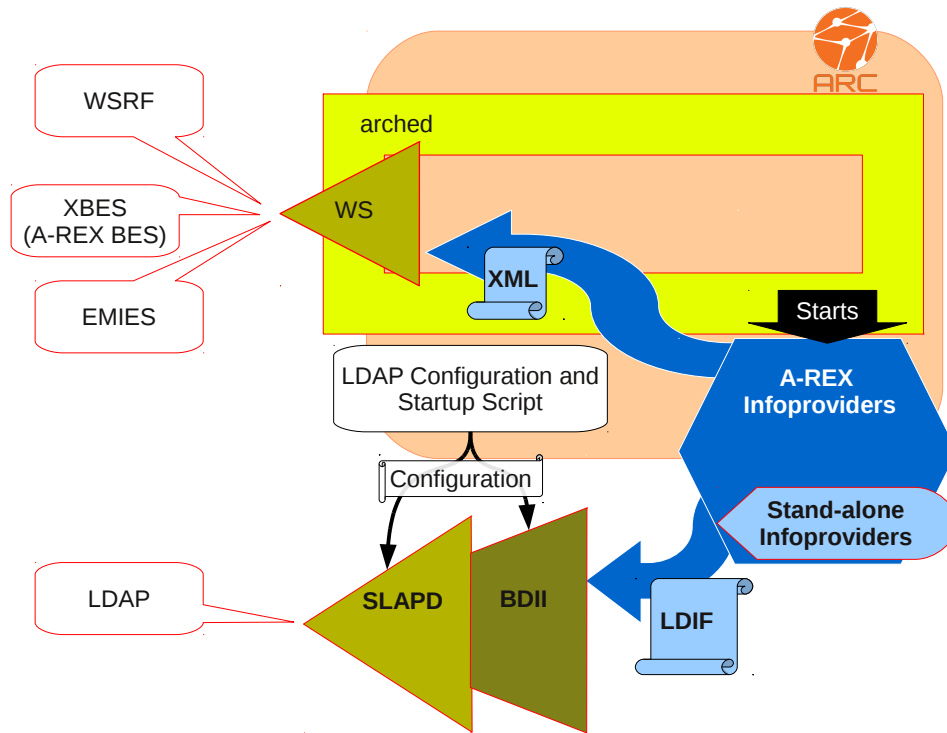 ARC
WSRF
arched
XBES
(A-REX BES)
WS
EMIES
XML
Starts
LDAP Configuration and
Startup Script
A-REX
Infoproviders
Configuration
Stand-alone
Infoproviders
LDAP
SLAPD
BDII
LDIF